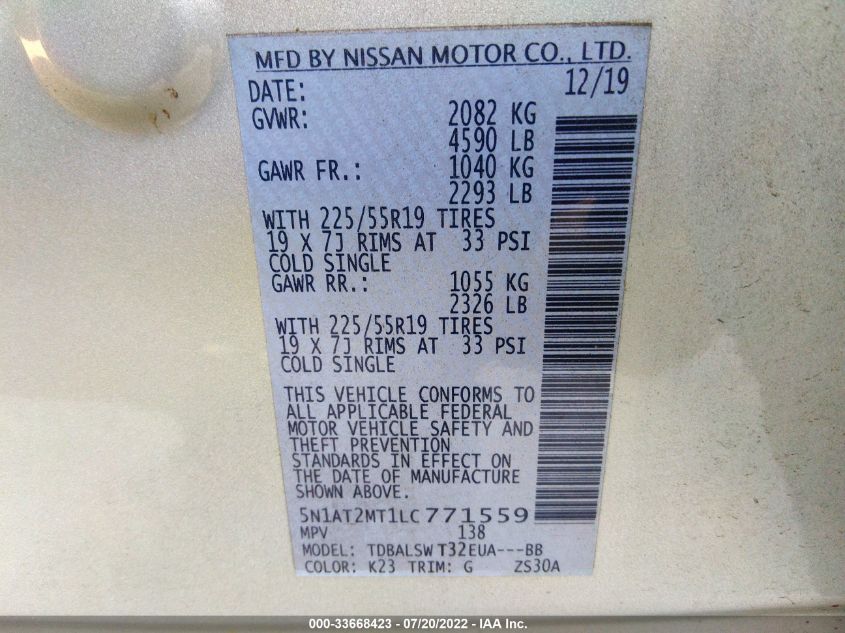 MFD BY NISSAN MOTOR CO., LTD.
DATE: 12/19
GVWR: 2082 KG
4590 LB
GAWR FR.: 1040 KG
2293 LB
WITH 225/55R19 TIRES
19 X 7J RIMS AT 33 PSI
COLD SINGLE
GAWR RR.: 1055 KG
2326 LB
WITH 225/55R19 TIRES
19 X 7J RIMS AT 33 PSI
COLD SINGLE
THIS VEHICLE CONFORMS TO
ALL APPLICABLE FEDERAL
MOTOR VEHICLE SAFETY AND
THEFT PREVENTION
STANDARDS IN EFFECT ON
THE DATE OF MANUFACTURE
SHOWN ABOVE.
5N1AT2MT1LC771559
MPV 138
MODEL: TDBALSW T32EUA---BB
COLOR: K23 TRIM: G ZS30A
000-33668423 - 07/20/2022 - IAA Inc.